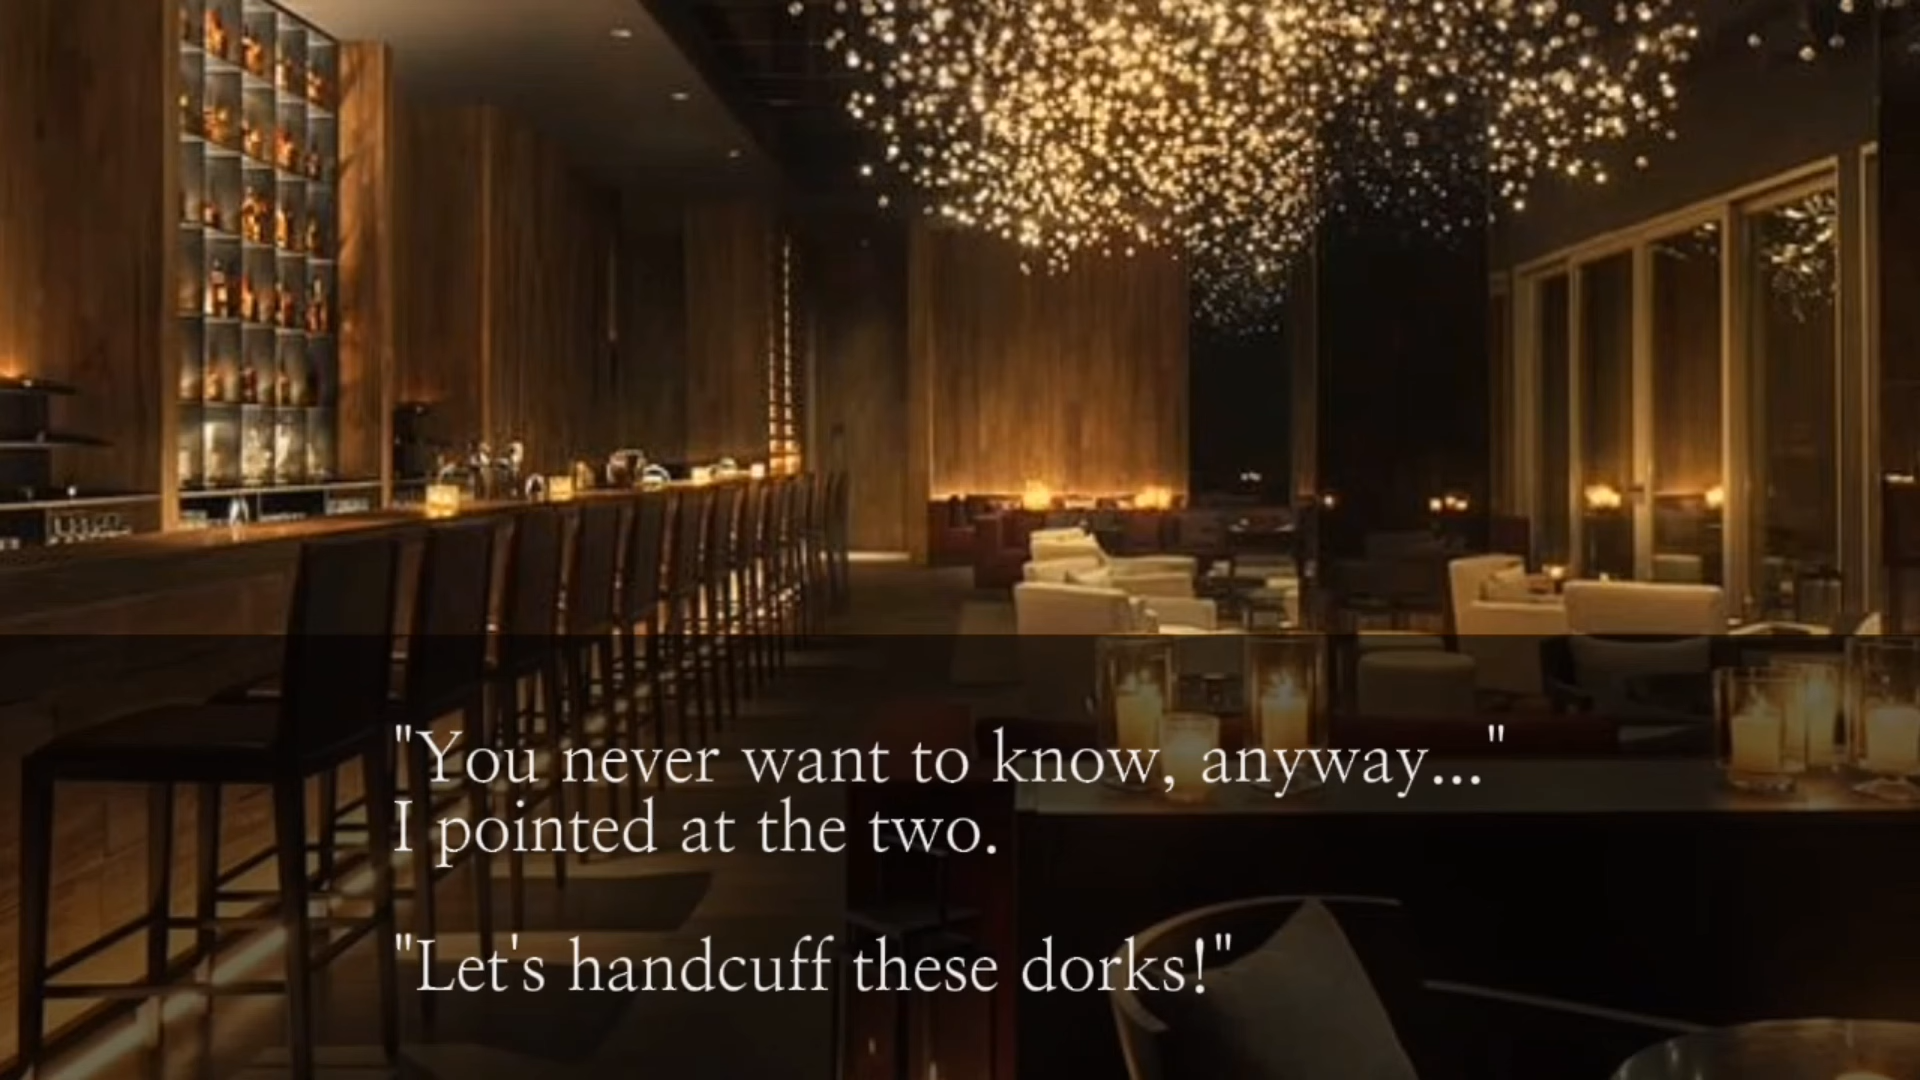 "You never want to know, anyway..."
I pointed at the two.
"Let's handcuff these dorks!"